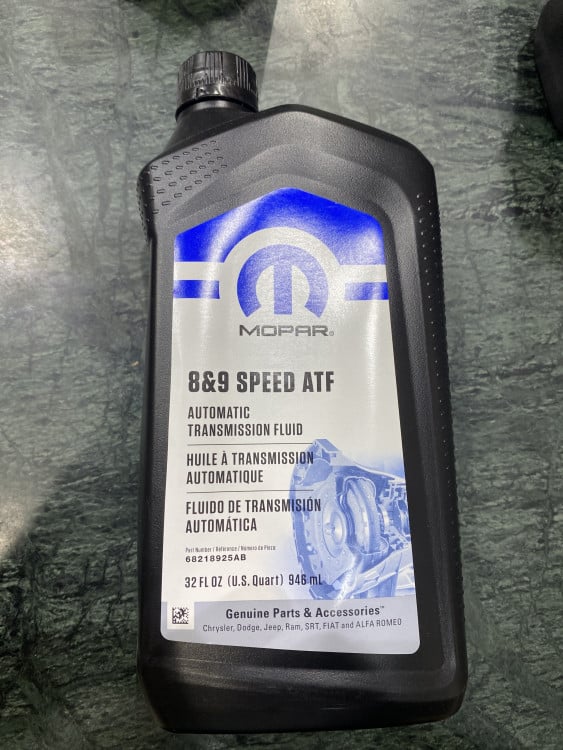 MOPAR®
8&9 SPEED ATF
AUTOMATIC
TRANSMISSION FLUID
HUILE À TRANSMISSION
AUTOMATIQUE
FLUIDO DE TRANSMISIÓN
AUTOMÁTICA
Part Number / Référence / Número de Pieza:
68218925AB
32 FL OZ (U.S. Quart) 946 mL
Genuine Parts & Accessories™
Chrysler, Dodge, Jeep, Ram, SRT, FIAT and ALFA ROMEO